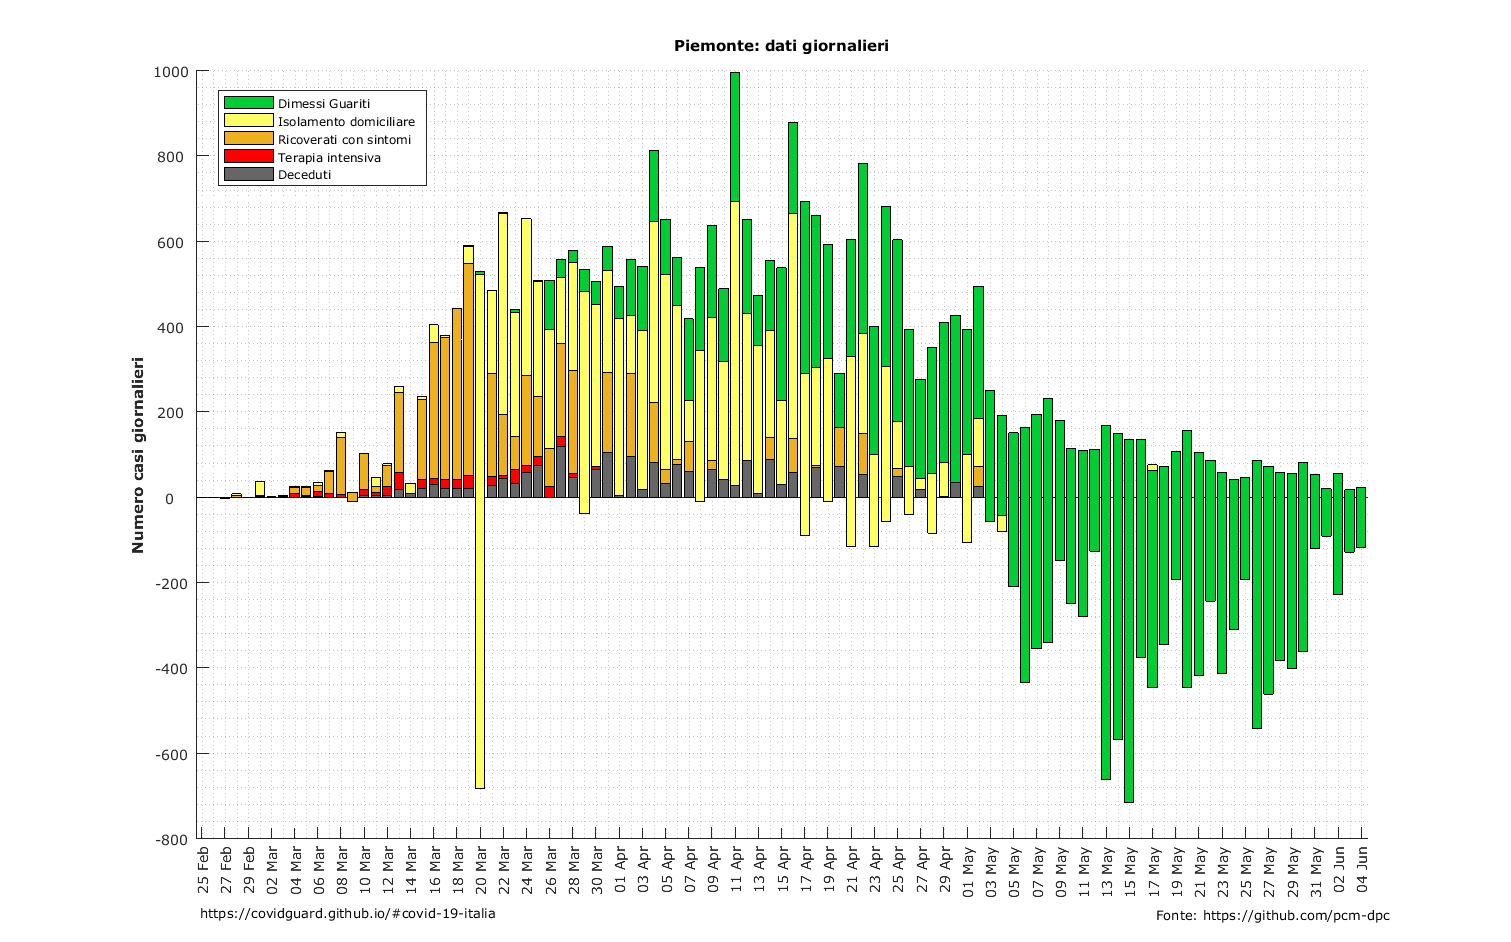 Piemonte: dati giornalieri
1000
800
600
400
200
0
-200
-400
-600
-800
Numero casi giornalieri
Dimessi Guariti
Isolamento domiciliare
Ricoverati con sintomi
Terapia intensiva
Deceduti
25 Feb
27 Feb
29 Feb
02 Mar
04 Mar
06 Mar
08 Mar
10 Mar
12 Mar
14 Mar
16 Mar
18 Mar
20 Mar
22 Mar
24 Mar
26 Mar
28 Mar
30 Mar
01 Apr
03 Apr
05 Apr
07 Apr
09 Apr
11 Apr
13 Apr
15 Apr
17 Apr
19 Apr
21 Apr
23 Apr
25 Apr
27 Apr
29 Apr
01 May
03 May
05 May
07 May
09 May
11 May
13 May
15 May
17 May
19 May
21 May
23 May
25 May
27 May
29 May
31 May
02 Jun
04 Jun
https://covidguard.github.io/#covid-19-italia
Fonte: https://github.com/pcm-dpc